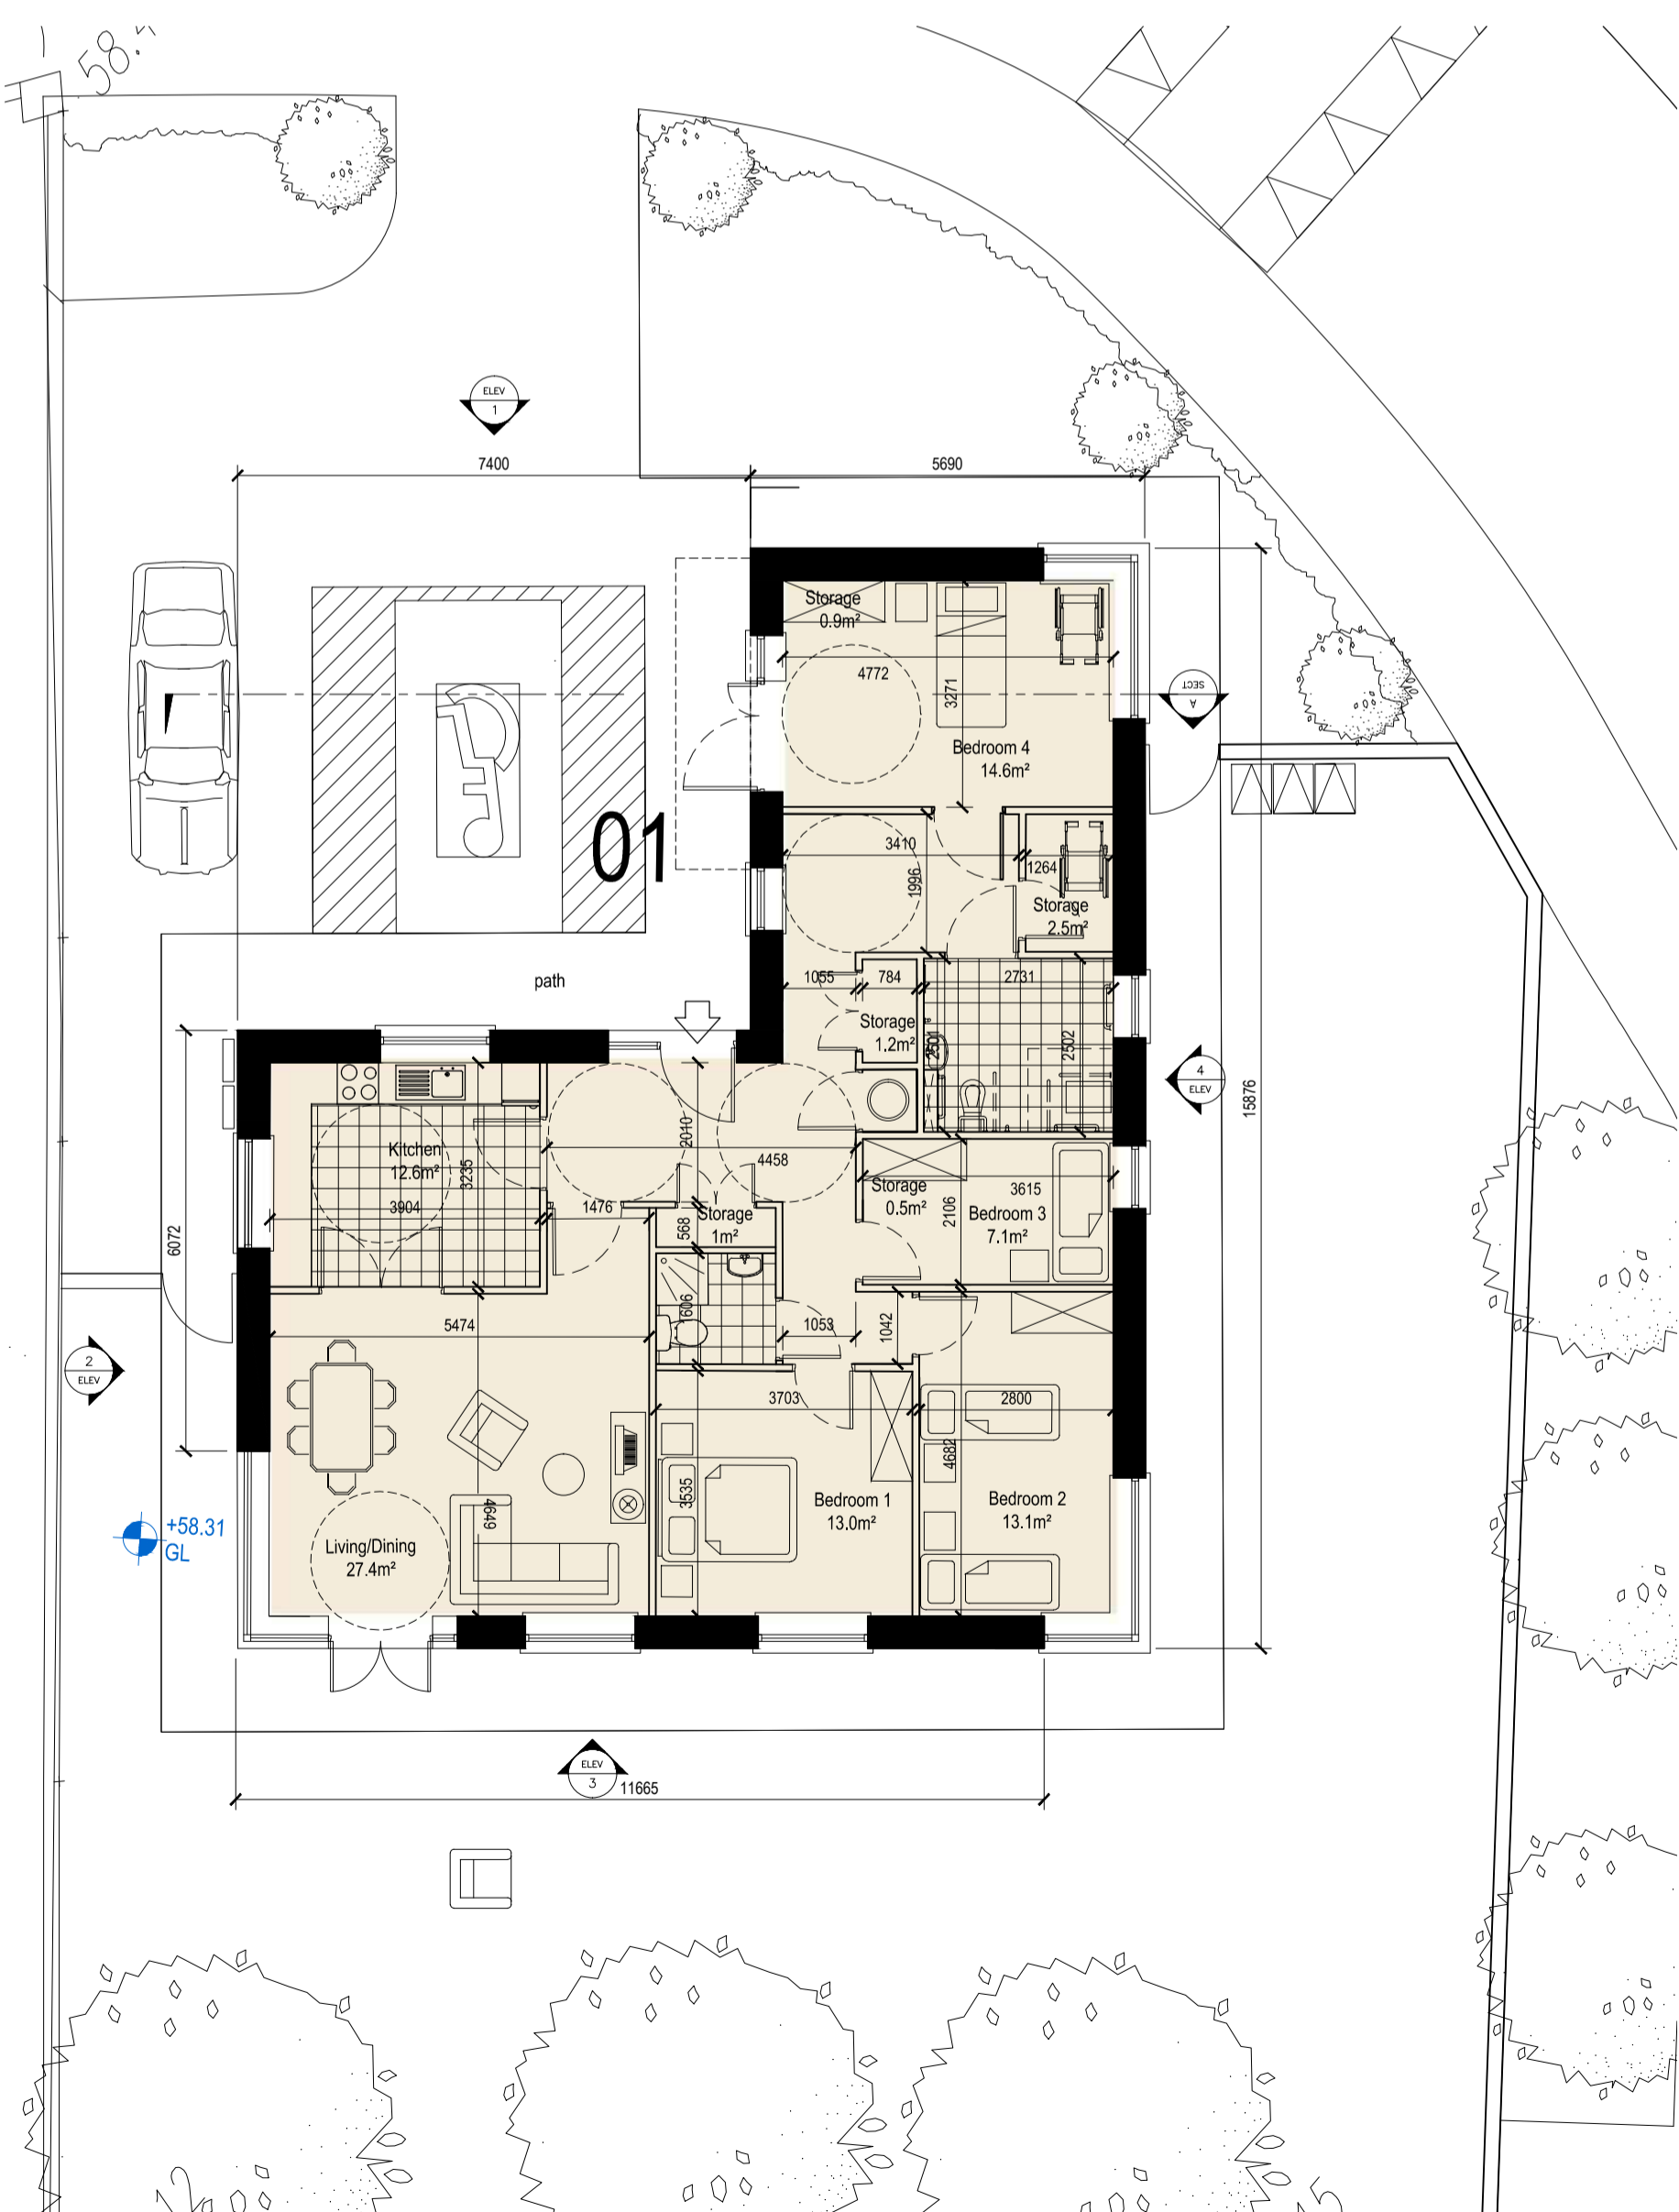 58.
ELEV
1
7400
5690
Storage
0.9m²
4772
3271
SECT
A
Bedroom 4
14.6m²
01
3410
1264
1996
Storage
2.5m²
path
1055
784
2731
Storage
1.2m²
2501
2502
4
ELEV
15876
2010
Kitchen
12.6m²
3235
4458
3904
1476
Storage
0.5m²
3615
2106
Bedroom 3
7.1m²
Storage
1m²
568
6072
1606
5474
1053
1042
2
ELEV
3703
2800
4682
3535
4649
Bedroom 1
13.0m²
Bedroom 2
13.1m²
+58.31
GL
Living/Dining
27.4m²
ELEV
3
11665